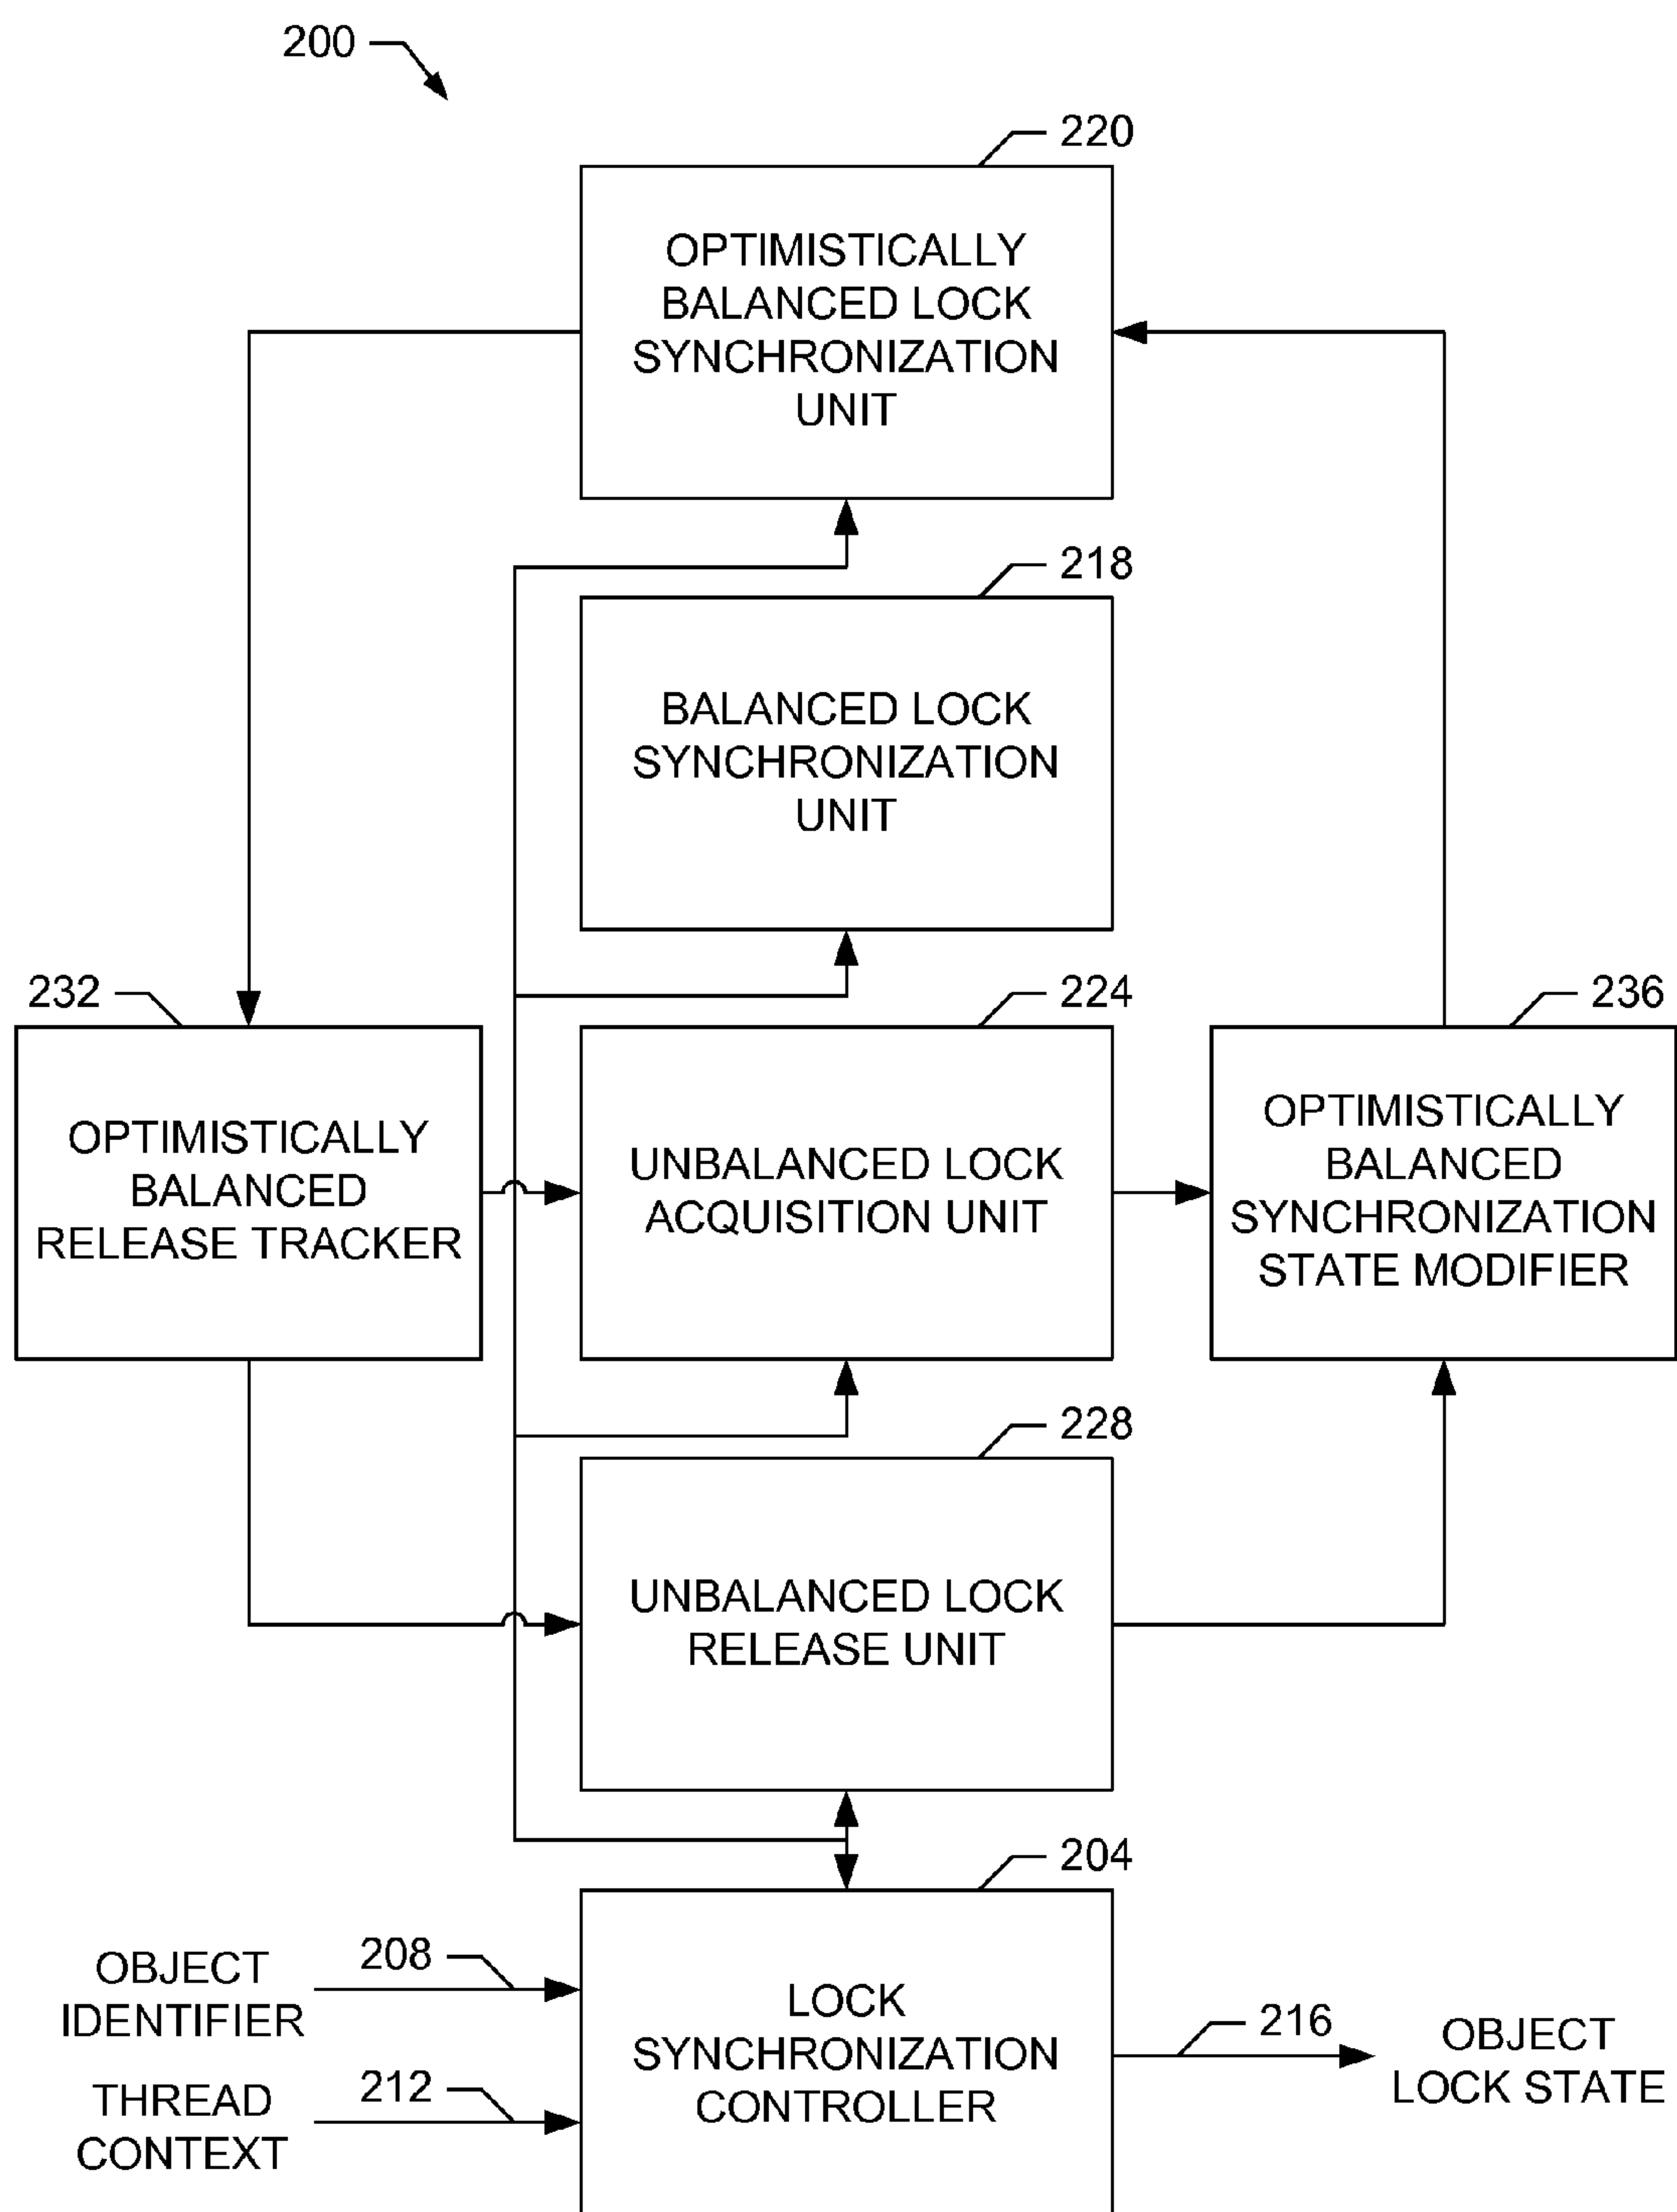 200
220
OPTIMISTICALLY
BALANCED LOCK
SYNCHRONIZATION
UNIT
218
BALANCED LOCK
SYNCHRONIZATION
UNIT
232
OPTIMISTICALLY
BALANCED
RELEASE TRACKER
224
UNBALANCED LOCK
ACQUISITION UNIT
236
OPTIMISTICALLY
BALANCED
SYNCHRONIZATION
STATE MODIFIER
228
UNBALANCED LOCK
RELEASE UNIT
204
OBJECT
IDENTIFIER
208
THREAD
CONTEXT
212
LOCK
SYNCHRONIZATION
CONTROLLER
216
OBJECT
LOCK STATE